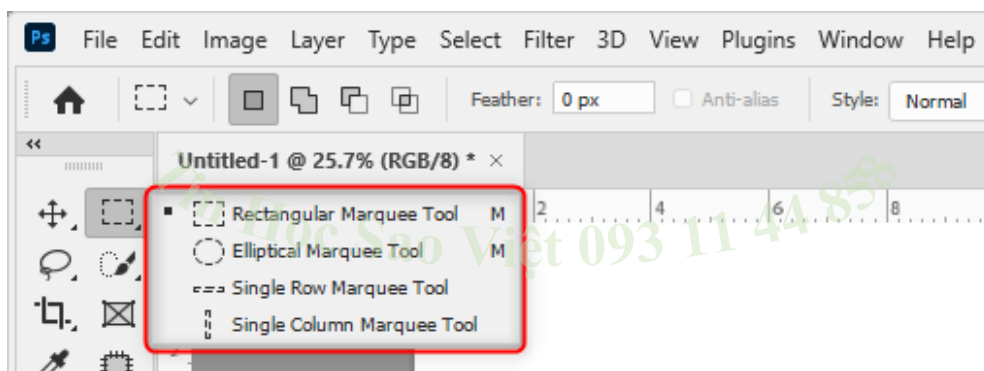 Ps File Edit Image Layer Type Select Filter 3D View Plugins Window Help
Feather: 0 px Anti-alias Style: Normal
Untitled-1 @ 25.7% (RGB/8) * ×
Rectangular Marquee Tool M
Elliptical Marquee Tool M
Single Row Marquee Tool
Single Column Marquee Tool
2 4 6 8
Tin Học Sao Việt 093 11 44 858
2